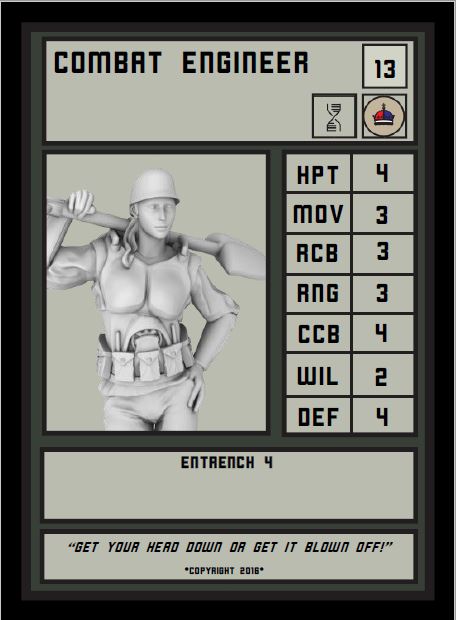 COMBAT ENGINEER
13
HPT 4
MOV 3
RCB 3
RNG 3
CCB 4
WIL 2
DEF 4
ENTRENCH 4
"GET YOUR HEAD DOWN OR GET IT BLOWN OFF!"
*COPYRIGHT 2016*